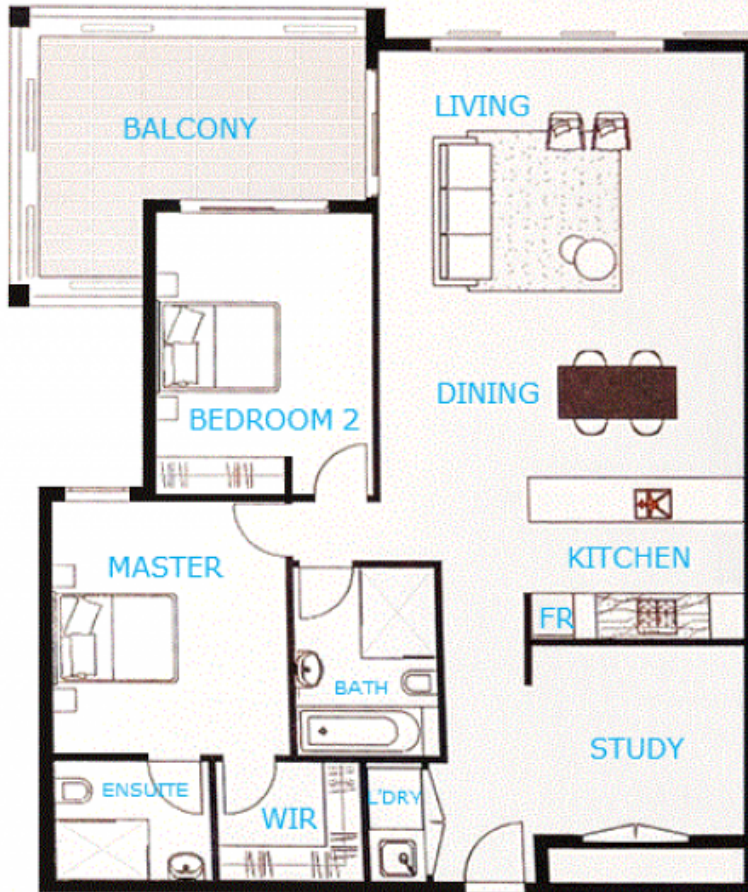 LIVING
BALCONY
DINING
BEDROOM 2
KITCHEN
MASTER
FR
BATH
STUDY
ENSUITE
L'DRY
WIR